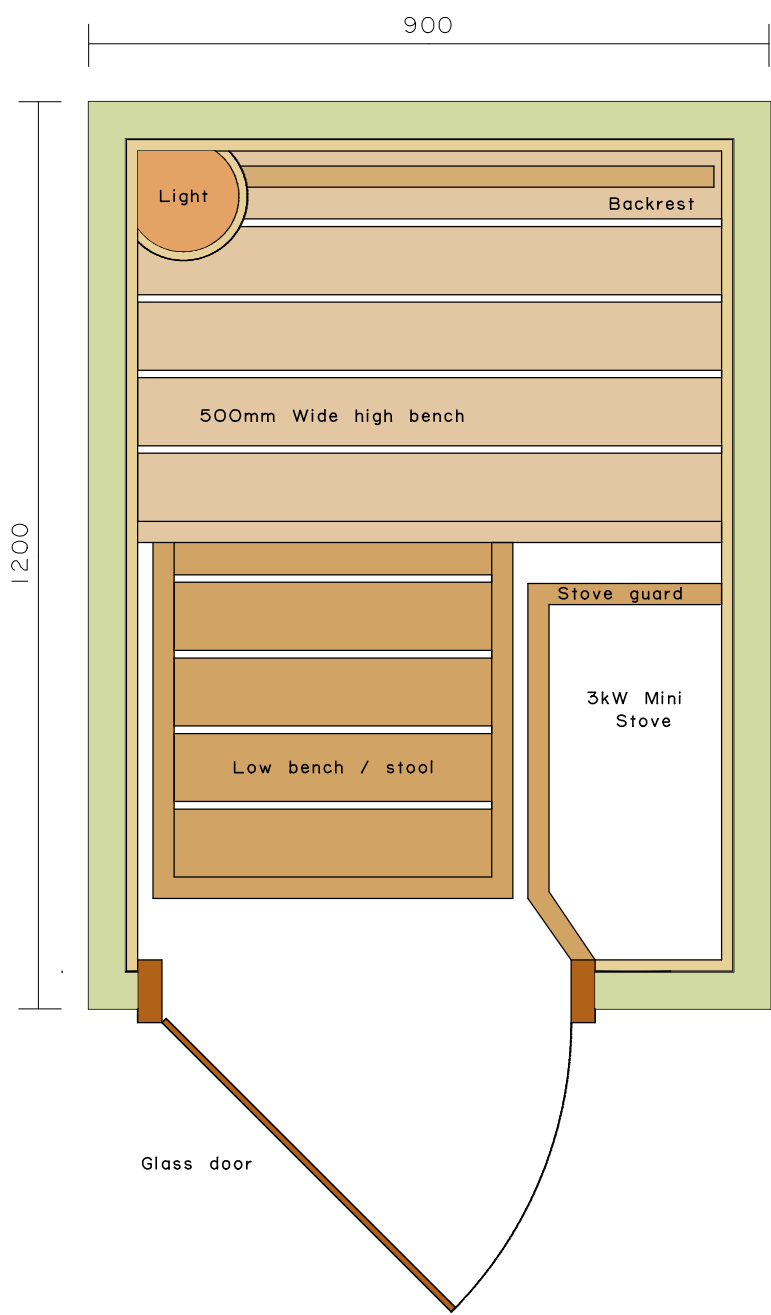 900
Light
Backrest
500mm Wide high bench
1200
Stove guard
3kW Mini
Stove
Low bench / stool
Glass door